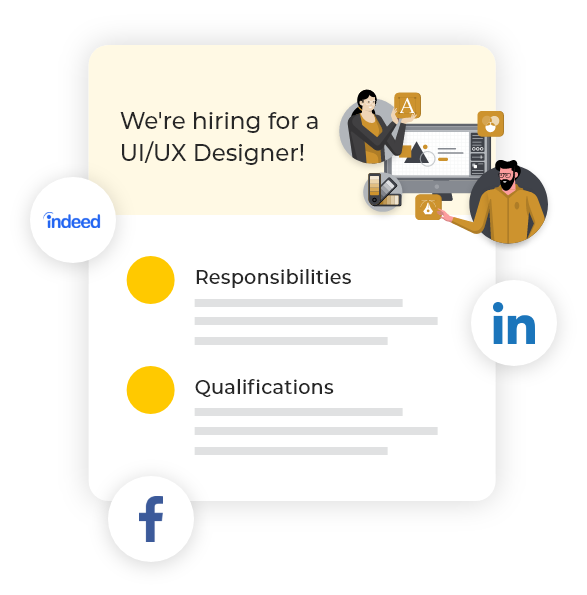 We're hiring for a
UI/UX Designer!
A
indeed
Responsibilities
in
Qualifications
f